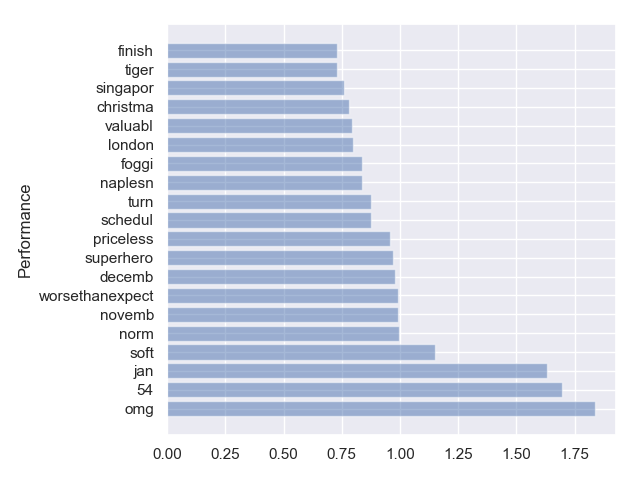 finish
tiger
singapor
christma
valuabl
london
foggi
naplesn
turn
schedul
priceless
superhero
decemb
worsethanexpect
novemb
norm
soft
jan
54
omg
Performance
0.00 0.25 0.50 0.75 1.00 1.25 1.50 1.75